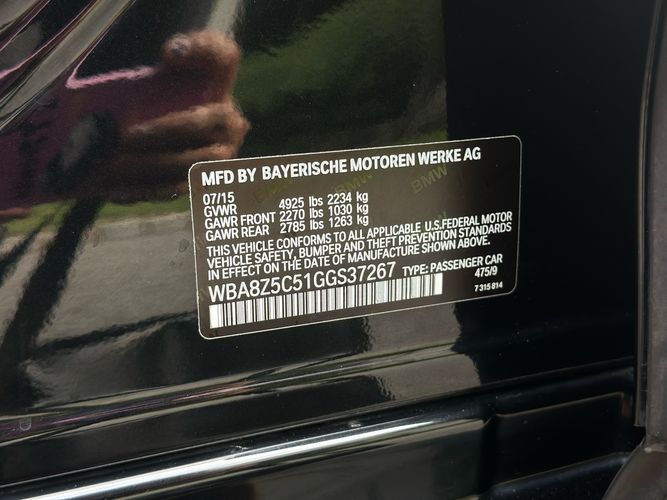 MFD BY BAYERISCHE MOTOREN WERKE AG
07/15
GVWR 4925 lbs 2234 kg
GAWR FRONT 2270 lbs 1030 kg
GAWR REAR 2785 lbs 1263 kg
THIS VEHICLE CONFORMS TO ALL APPLICABLE U.S.FEDERAL MOTOR
VEHICLE SAFETY, BUMPER AND THEFT PREVENTION STANDARDS
IN EFFECT ON THE DATE OF MANUFACTURE SHOWN ABOVE.
WBA8Z5C51GGS37267 TYPE: PASSENGER CAR
475/9
7 315 814
BMW
BMW
BMW